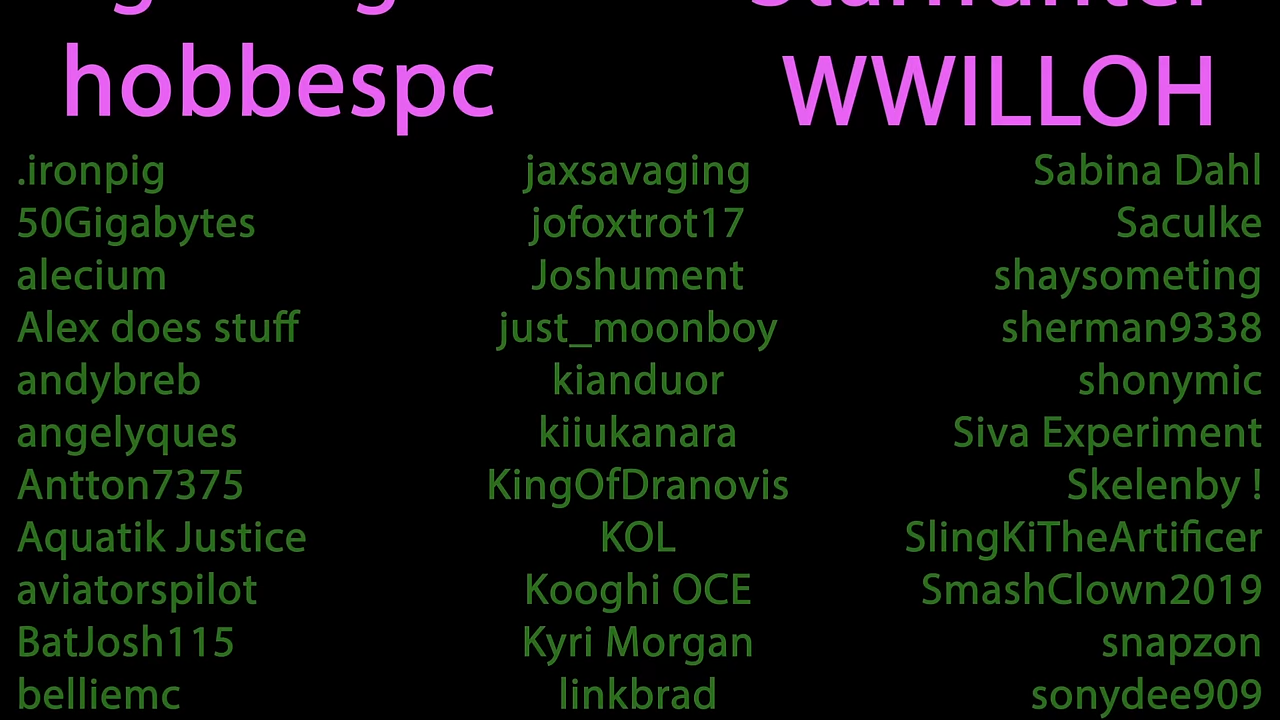 hobbespc WWILLOH
.ironpig jaxsavaging Sabina Dahl
50Gigabytes jofoxtrot17 Saculke
alecium Joshument shaysometing
Alex does stuff just_moonboy sherman9338
andybreb kianduor shonymic
angelyques kiiukanara Siva Experiment
Antton7375 KingOfDranovis Skelenby !
Aquatik Justice KOL SlingKiTheArtificer
aviatorspilot Kooghi OCE SmashClown2019
BatJosh115 Kyri Morgan snapzon
belliemc linkbrad sonydee909